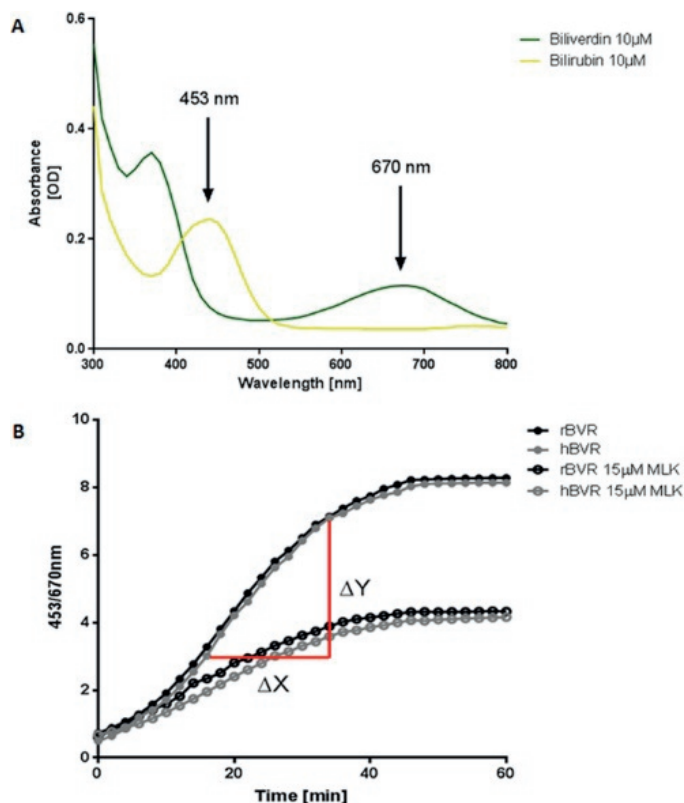 A
Biliverdin 10μM
Bilirubin 10μM
453 nm
670 nm
Absorbance
[OD]
0.6
0.4
0.2
0.0
300 400 500 600 700 800
Wavelength [nm]
B
rBVR
hBVR
rBVR 15μM MLK
hBVR 15μM MLK
453/670nm
10
8
6
4
2
0
ΔY
ΔX
0 20 40 60
Time [min]